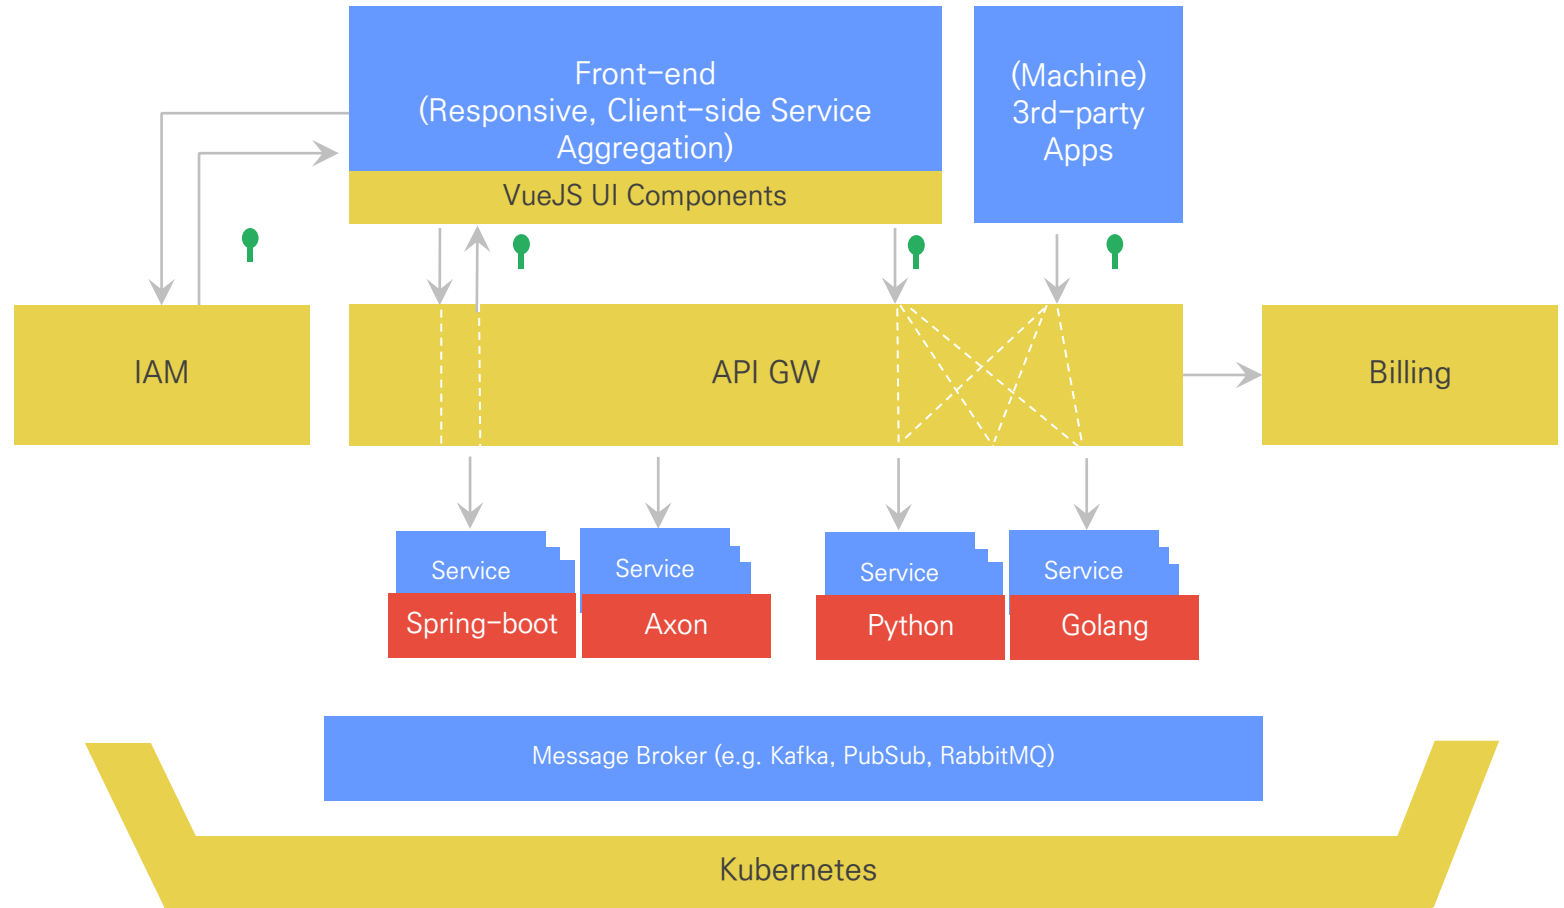 Front-end
(Responsive, Client-side Service
Aggregation)
VueJS UI Components
(Machine)
3rd-party
Apps
IAM
API GW
Billing
Service
Spring-boot
Service
Axon
Service
Python
Service
Golang
Message Broker (e.g. Kafka, PubSub, RabbitMQ)
Kubernetes